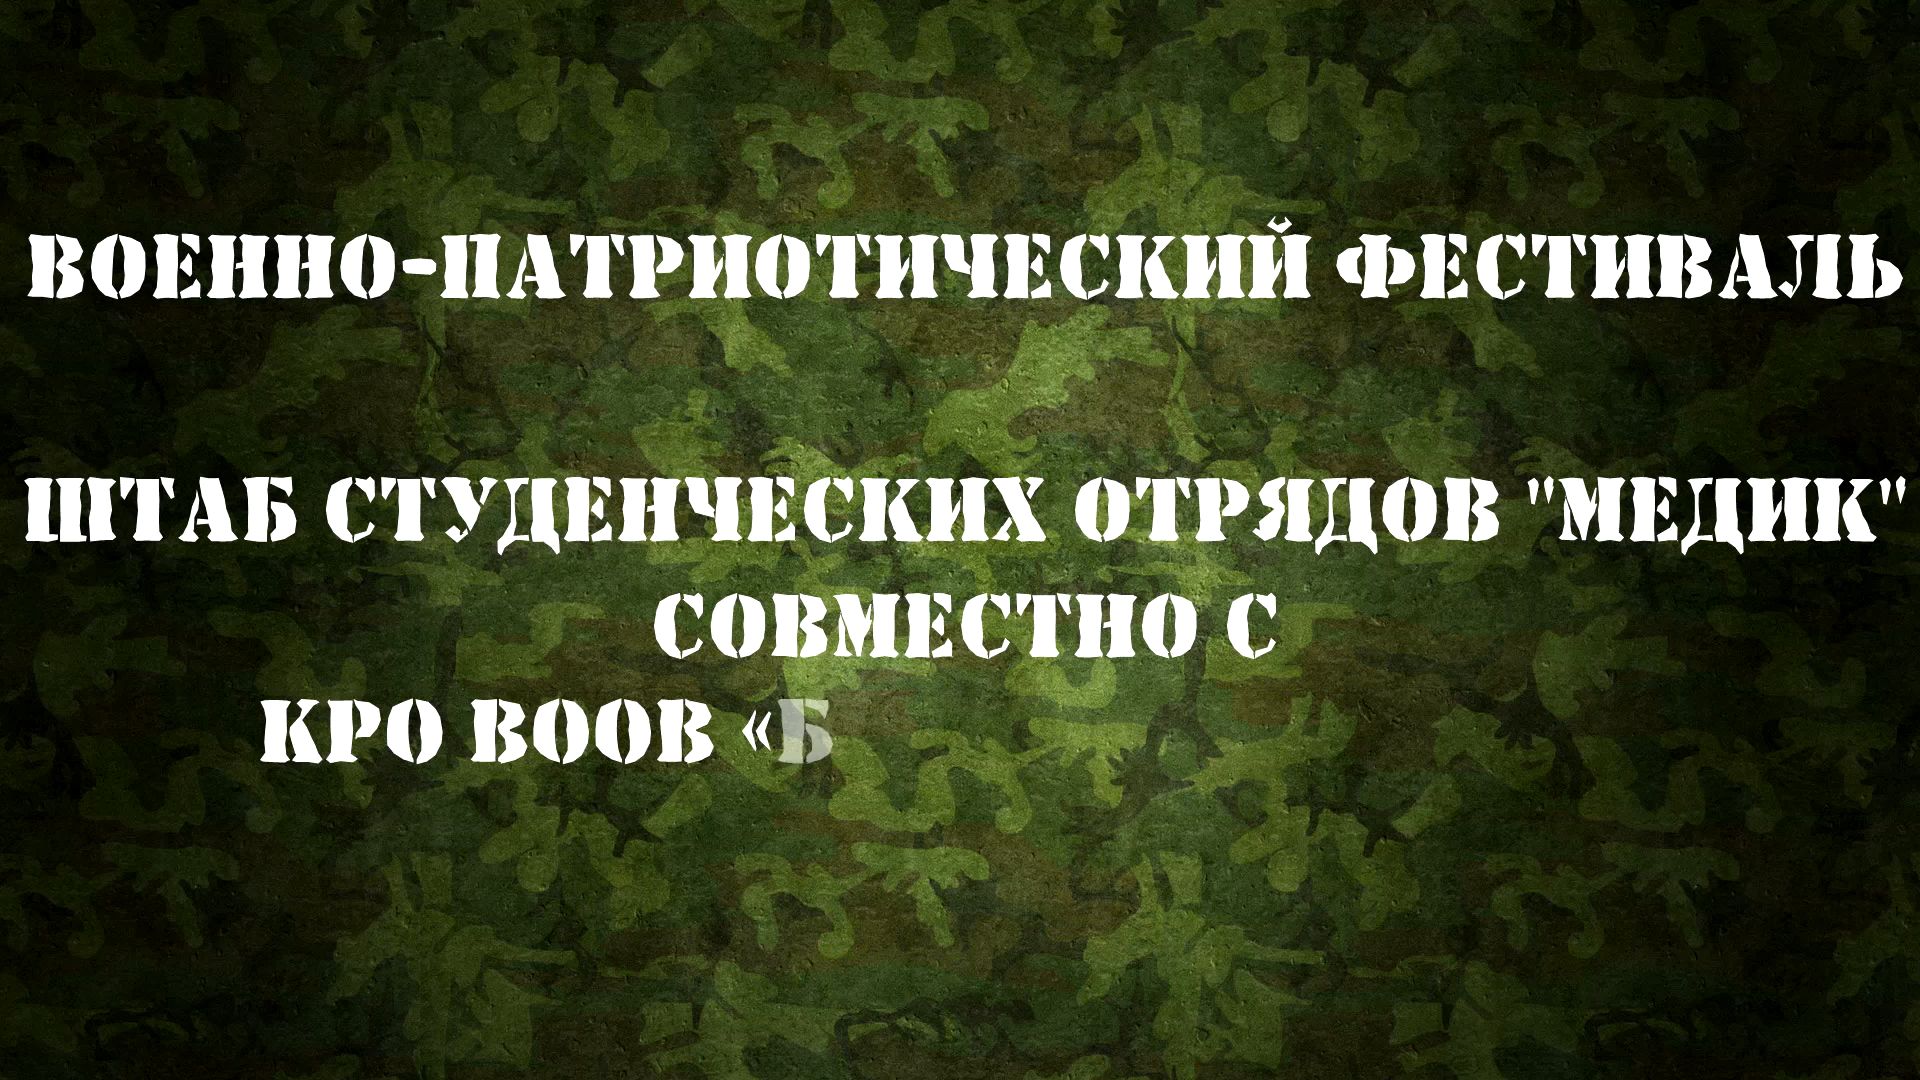 ВОЕННО-ПАТРИОТИЧЕСКИЙ ФЕСТИВАЛЬ
ШТАБ СТУДЕНЧЕСКИХ ОТРЯДОВ "МЕДИК"
СОВМЕСТНО С
КРО ВООВ «Б